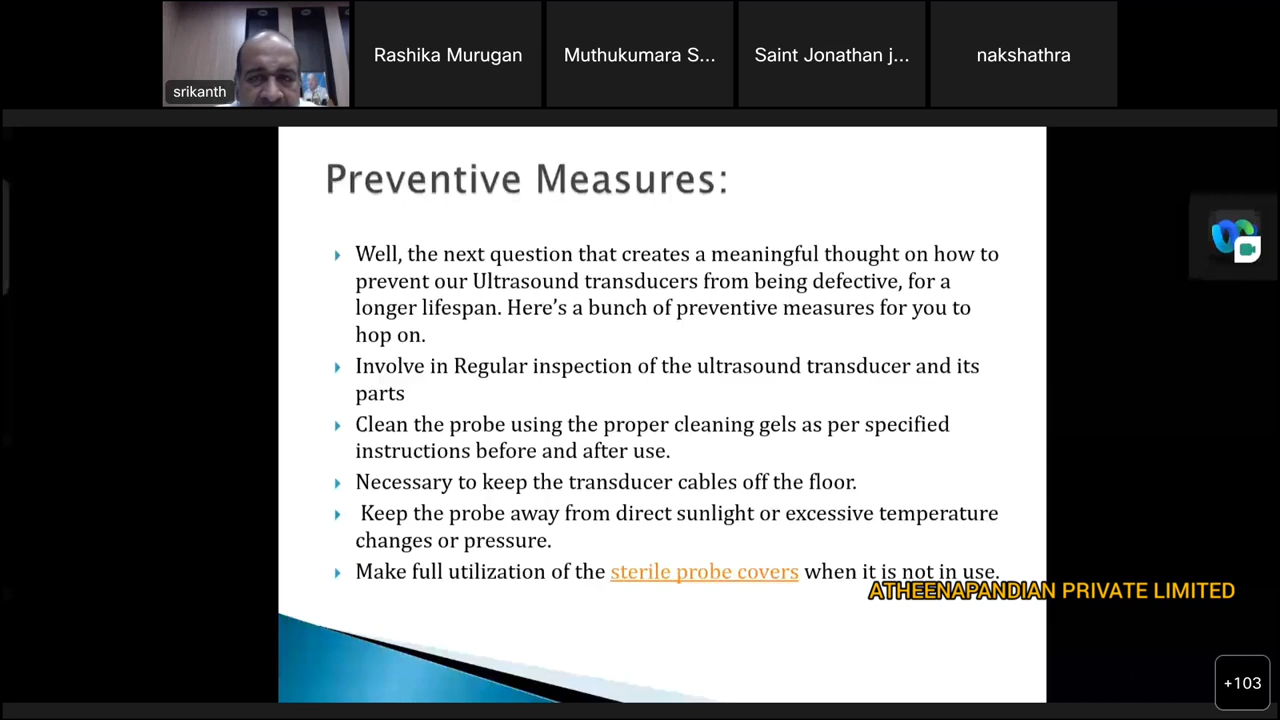 Rashika Murugan
Muthukumara S...
Saint Jonathan j...
nakshathra
srikanth
Preventive Measures:
Well, the next question that creates a meaningful thought on how to
prevent our Ultrasound transducers from being defective, for a
longer lifespan. Here’s a bunch of preventive measures for you to
hop on.
Involve in Regular inspection of the ultrasound transducer and its
parts
Clean the probe using the proper cleaning gels as per specified
instructions before and after use.
Necessary to keep the transducer cables off the floor.
Keep the probe away from direct sunlight or excessive temperature
changes or pressure.
Make full utilization of the sterile probe covers when it is not in use.
ATHEENAPANDIAN PRIVATE LIMITED
+103